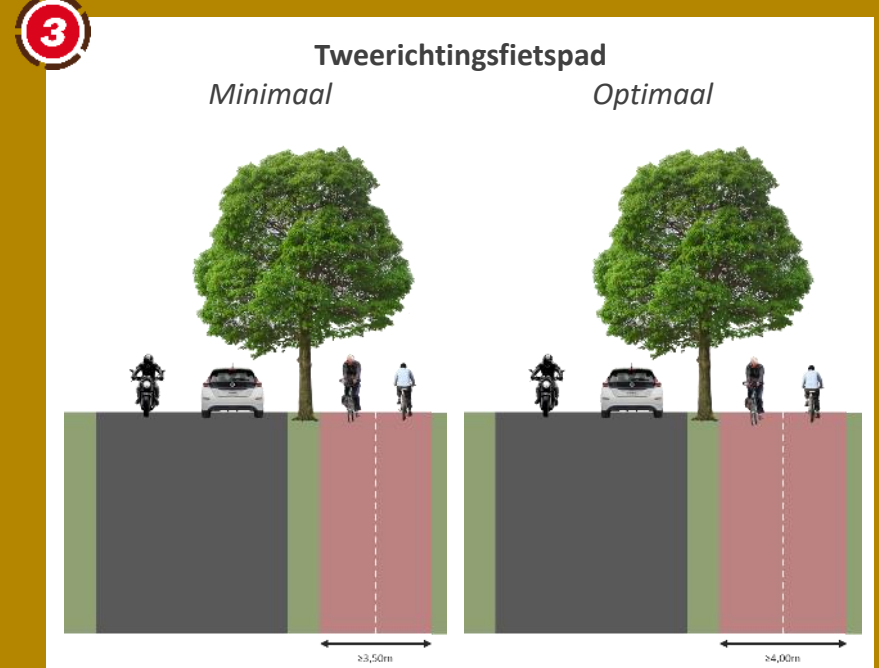 3
Tweerichtingsfietspad
Minimaal
Optimaal
≥3,50m
≥4,00m